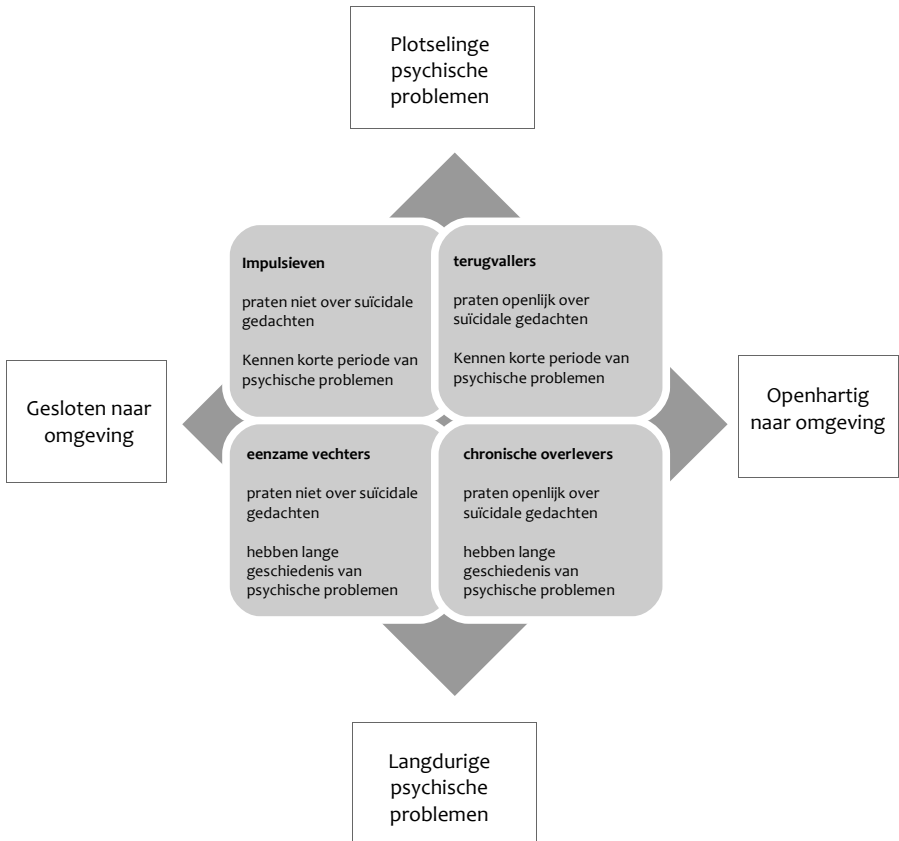 Plotselinge
psychische
problemen
Impulsieven
praten niet over suïcidale
gedachten
Kennen korte periode van
psychische problemen
terugvallers
praten openlijk over
suïcidale gedachten
Kennen korte periode van
psychische problemen
Gesloten naar
omgeving
Openhartig
naar omgeving
eenzame vechters
praten niet over suïcidale
gedachten
hebben lange
geschiedenis van
psychische problemen
chronische overlevers
praten openlijk over
suïcidale gedachten
hebben lange
geschiedenis van
psychische problemen
Langdurige
psychische
problemen